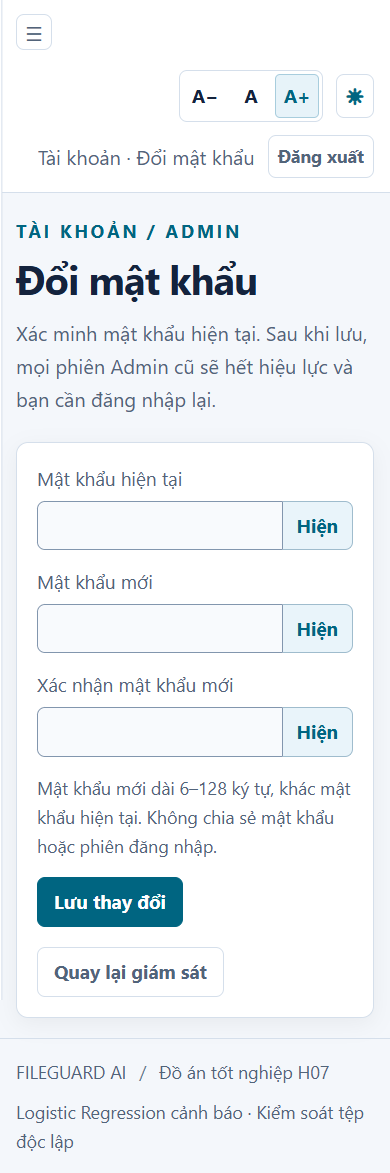 ☰
A− A A+
Tài khoản · Đổi mật khẩu Đăng xuất
TÀI KHOẢN / ADMIN
Đổi mật khẩu
Xác minh mật khẩu hiện tại. Sau khi lưu,
mọi phiên Admin cũ sẽ hết hiệu lực và
bạn cần đăng nhập lại.
Mật khẩu hiện tại
Hiện
Mật khẩu mới
Hiện
Xác nhận mật khẩu mới
Hiện
Mật khẩu mới dài 6–128 ký tự, khác mật
khẩu hiện tại. Không chia sẻ mật khẩu
hoặc phiên đăng nhập.
Lưu thay đổi
Quay lại giám sát
FILEGUARD AI / Đồ án tốt nghiệp H07
Logistic Regression cảnh báo · Kiểm soát tệp
độc lập